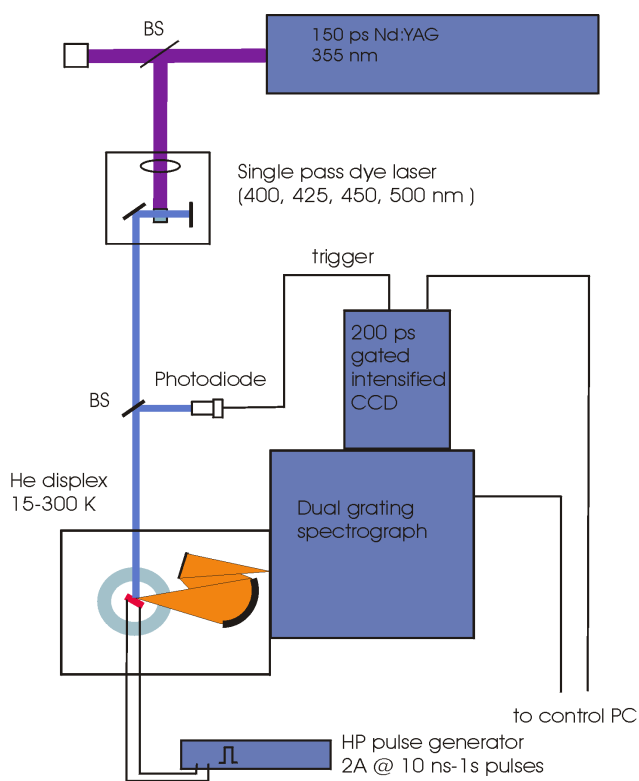 BS
150 ps Nd:YAG
355 nm
Single pass dye laser
(400, 425, 450, 500 nm )
trigger
200 ps
gated
intensified
CCD
Photodiode
BS
He displex
15-300 K
Dual grating
spectrograph
to control PC
HP pulse generator
2A @ 10 ns-1s pulses